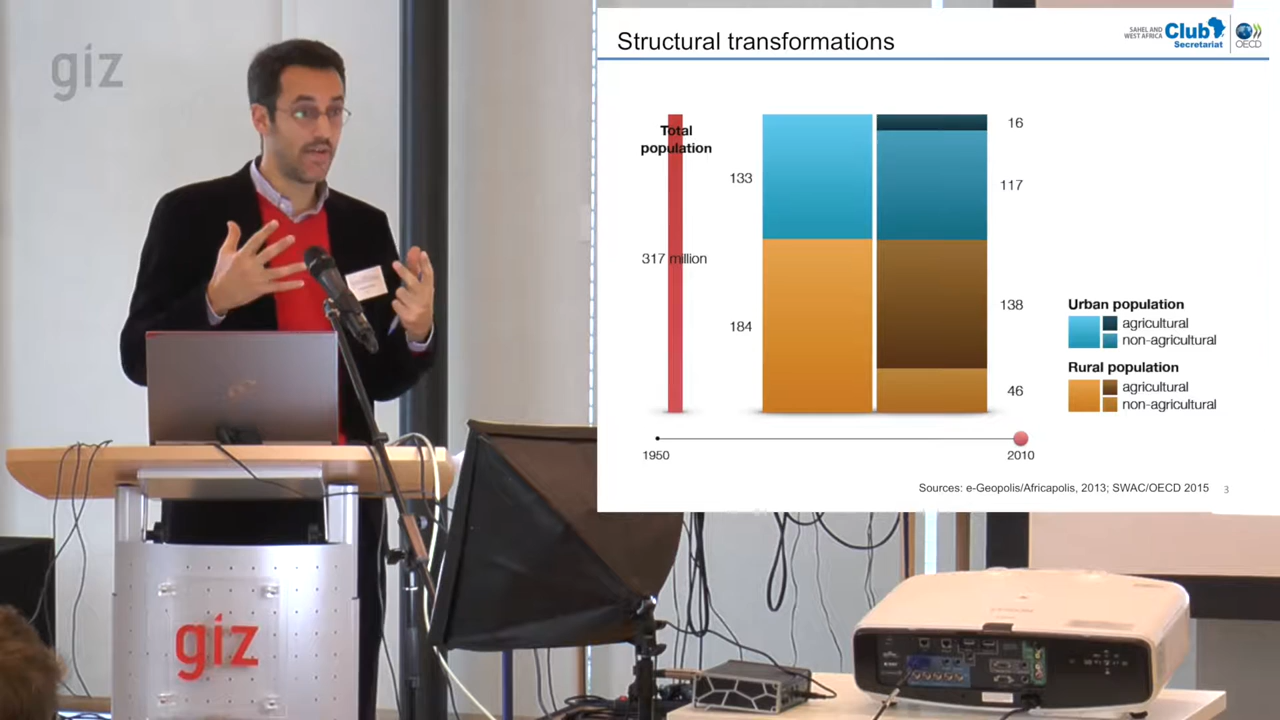 giz
Structural transformations
SAHEL AND
WEST AFRICA
Club
Secretariat
OECD
Total
population
317 million
133
184
16
117
138
46
Urban population
agricultural
non-agricultural
Rural population
agricultural
non-agricultural
1950
2010
Sources: e-Geopolis/Africapolis, 2013; SWAC/OECD 2015
3
giz